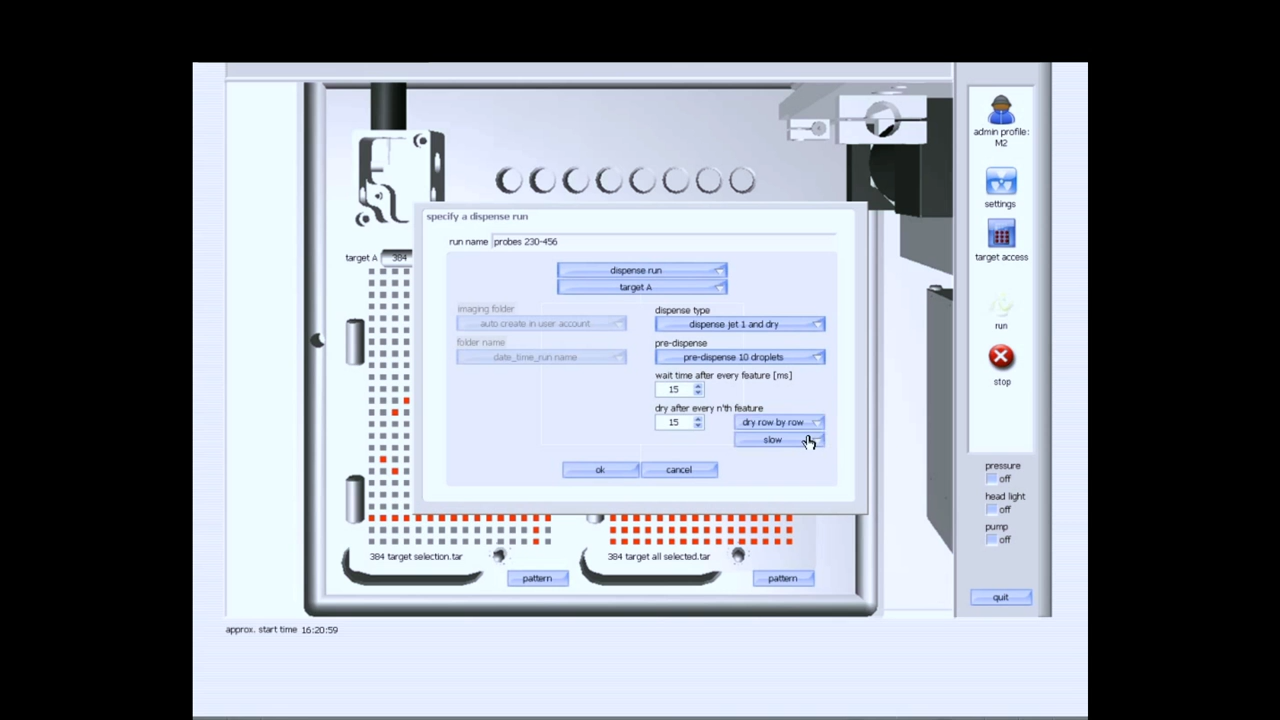 specify a dispense run
run name probes 230-456
dispense run
target A
imaging folder
auto create in user account
folder name
date_time_run name
dispense type
dispense jet 1 and dry
pre-dispense
pre-dispense 10 droplets
wait time after every feature [ms]
15
dry after every n'th feature
15
dry row by row
slow
ok
cancel
target A 384
384 target selection.tar
pattern
384 target all selected.tar
pattern
admin profile:
M2
settings
target access
run
stop
pressure
off
head light
off
pump
off
quit
approx. start time 16:20:59